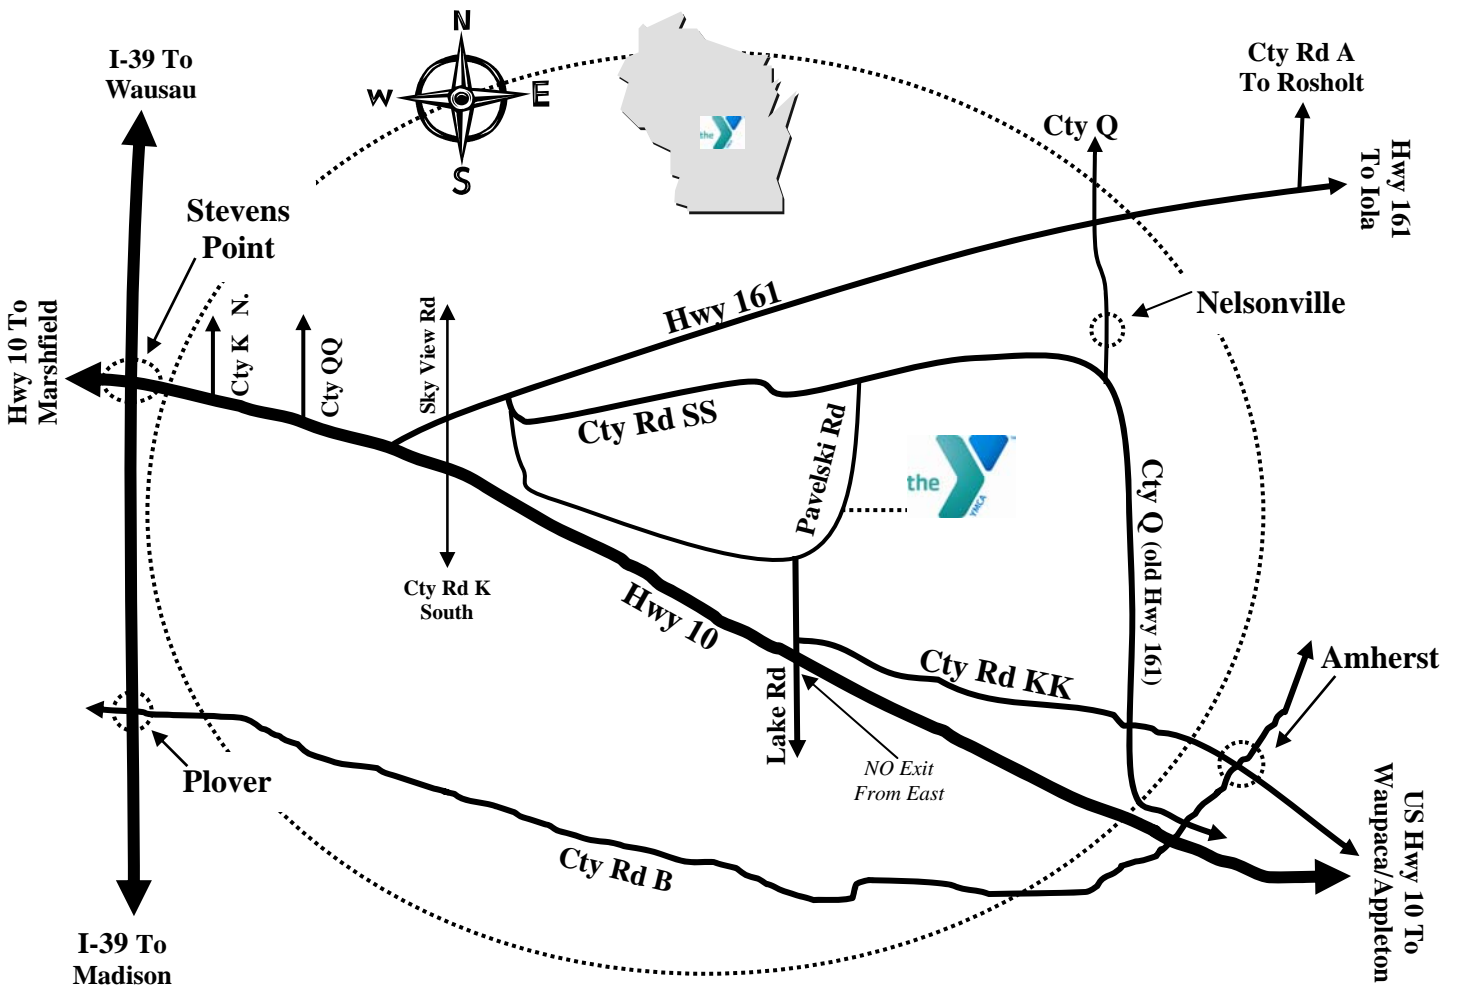 N
W
E
S
I-39 To
Wausau
Cty Rd A
To Rosholt
Cty Q
the
Hwy 161
To Iola
Stevens
Point
Hwy 161
Nelsonville
Hwy 10 To
Marshfield
Cty K N.
Cty QQ
Sky View Rd
Cty Rd SS
Pavelski Rd
the
YMCA
TM
Cty Q (old Hwy 161)
Cty Rd K
South
Hwy 10
Cty Rd KK
Amherst
Lake Rd
NO Exit
From East
Plover
US Hwy 10 To
Waupaca/Appleton
Cty Rd B
I-39 To
Madison